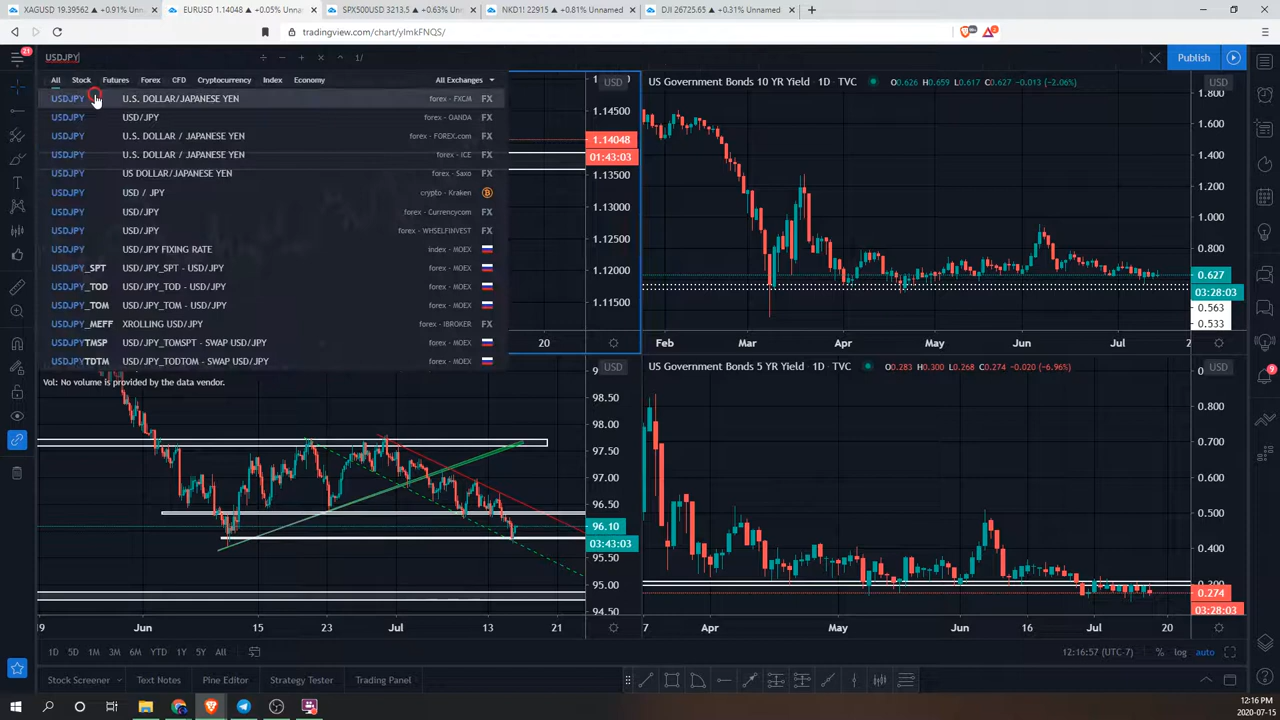 XAGUSD 19.39562 ▲ +0.91% Unnamed
EURUSD 1.14048 ▲ +0.05% Unnamed
SPX500USD 3213.5 ▲ +0.63% Unnamed
NKD1! 22915 ▲ +0.81% Unnamed
DJI 26725.65 ▲ +0.31% Unnamed
tradingview.com/chart/yImkFNQS/
21
USDJPY
1/
Publish
All Stock Futures Forex CFD Cryptocurrency Index Economy All Exchanges
USDJPY U.S. DOLLAR/JAPANESE YEN forex - FXCM FX
USDJPY USD/JPY forex - OANDA FX
USDJPY U.S. DOLLAR / JAPANESE YEN forex - FOREX.com FX
USDJPY U.S. DOLLAR / JAPANESE YEN forex - ICE FX
USDJPY US DOLLAR/JAPANESE YEN forex - Saxo FX
USDJPY USD / JPY crypto - Kraken
USDJPY USD/JPY forex - Currencycom FX
USDJPY USD/JPY forex - WHSELFINVEST FX
USDJPY USD/JPY FIXING RATE index - MOEX
USDJPY_SPT USD/JPY_SPT - USD/JPY forex - MOEX
USDJPY_TOD USD/JPY_TOD - USD/JPY forex - MOEX
USDJPY_TOM USD/JPY_TOM - USD/JPY forex - MOEX
USDJPY_MEFF XROLLING USD/JPY forex - IBROKER FX
USDJPYTMSP USD/JPY_TOMSPT - SWAP USD/JPY forex - MOEX
USDJPYTDTM USD/JPY_TODTOM - SWAP USD/JPY forex - MOEX
USD
1.14500
1.14048
01:43:03
1.13500
1.13000
1.12500
1.12000
1.11500
20
US Government Bonds 10 YR Yield 1D TVC O0.626 H0.659 L0.617 C0.627 -0.013 (-2.06%)
USD
1.800
1.600
1.400
1.200
1.000
0.800
0.627
03:28:03
0.563
0.533
Feb Mar Apr May Jun Jul
Vol: No volume is provided by the data vendor.
USD
98.50
98.00
97.50
97.00
96.50
96.10
03:43:03
95.50
95.00
94.50
Jun 15 23 Jul 13 21
US Government Bonds 5 YR Yield 1D TVC O0.283 H0.300 L0.268 C0.274 -0.020 (-6.96%)
USD
0.800
0.700
0.600
0.500
0.400
0.300
0.274
03:28:03
Apr May Jun 16 Jul 20
9
1D 5D 1M 3M 6M YTD 1Y 5Y All
12:16:57 (UTC-7) % log auto
Stock Screener Text Notes Pine Editor Strategy Tester Trading Panel
12:16 PM
2020-07-15